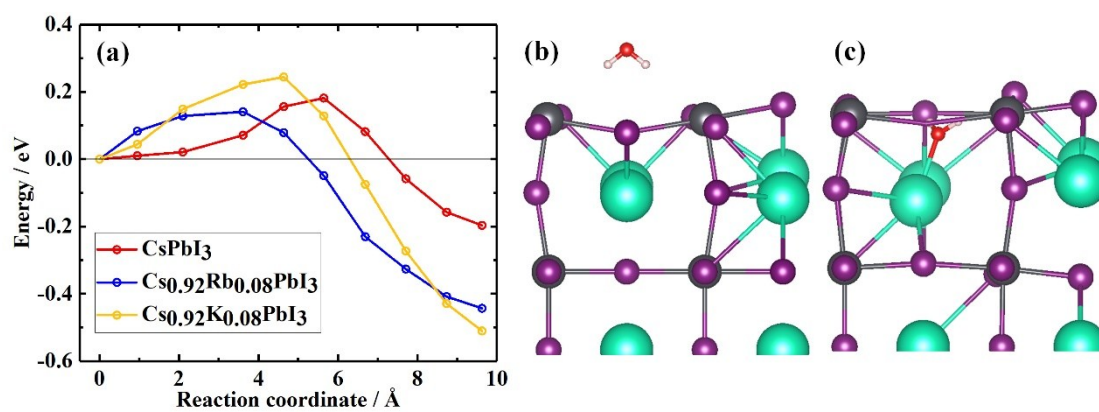 (a)
0.4
0.2
0.0
-0.2
-0.4
-0.6
Energy / eV
CsPbI3
Cs0.92Rb0.08PbI3
Cs0.92K0.08PbI3
0 2 4 6 8 10
Reaction coordinate / Å
(b)
(c)